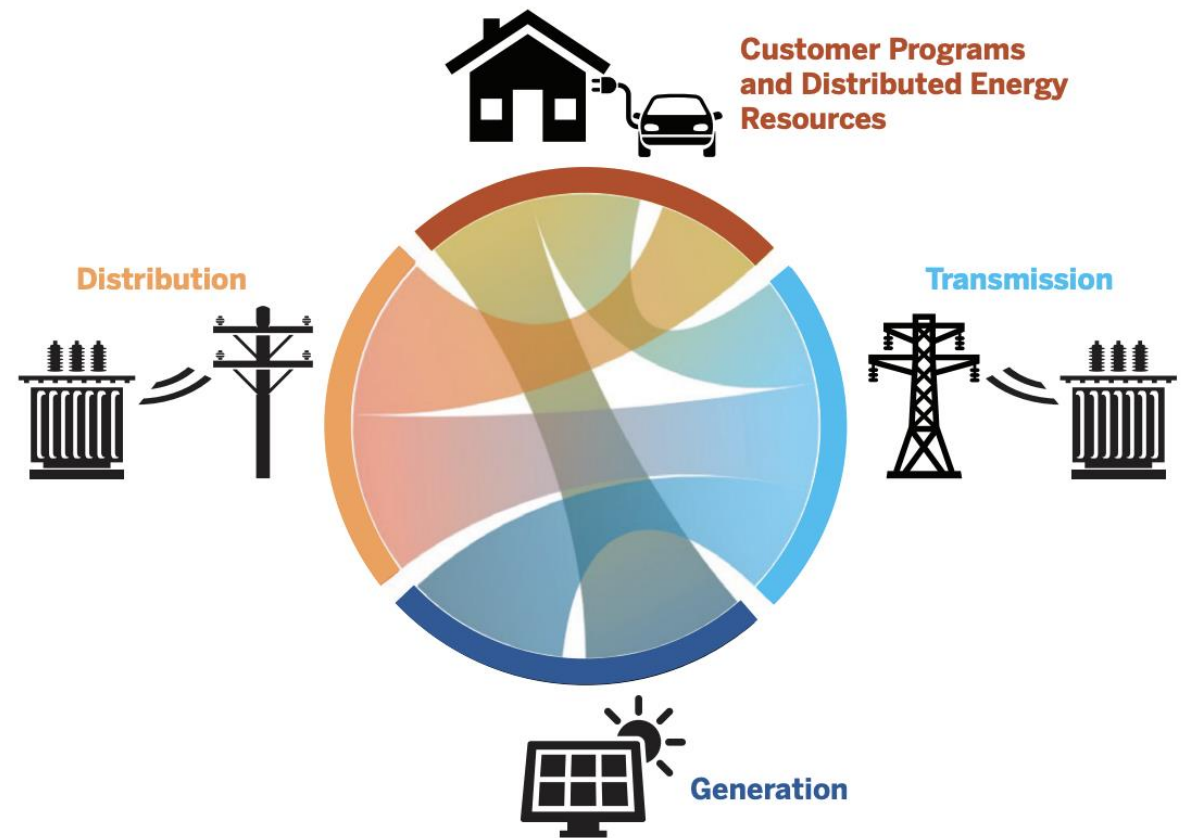 Customer Programs
and Distributed Energy
Resources
Distribution
Transmission
Generation